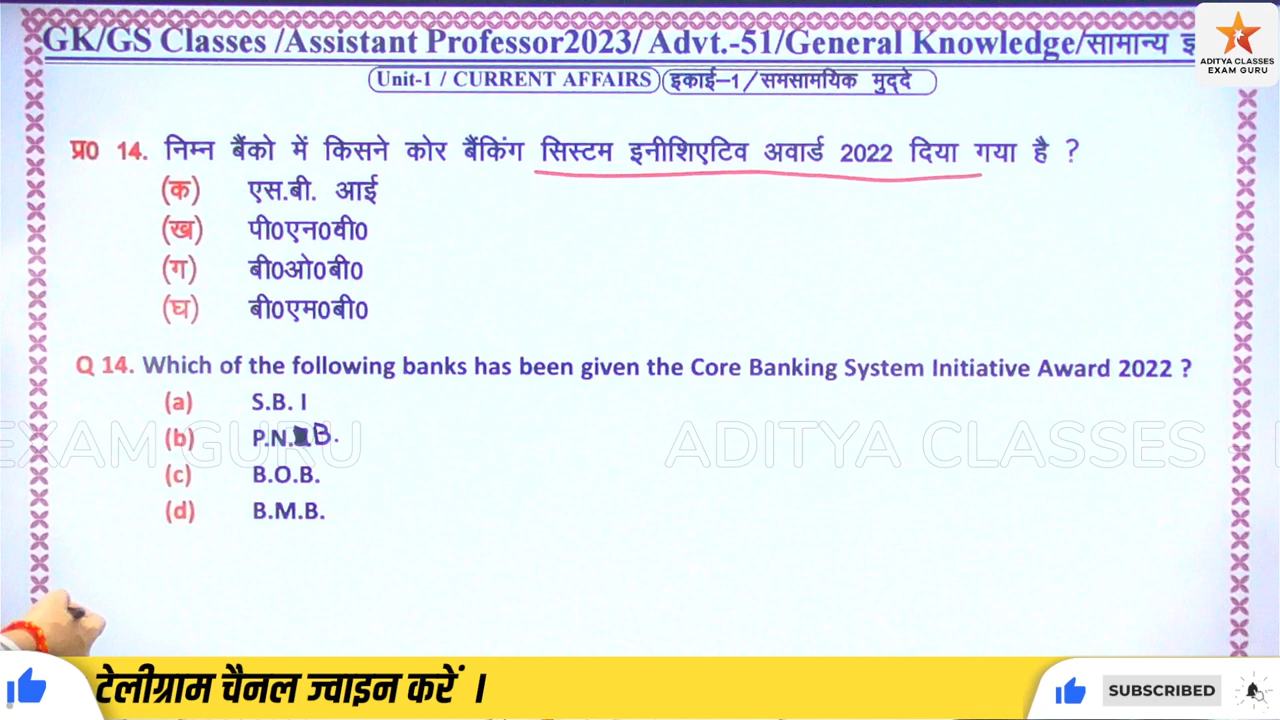 GK/GS Classes /Assistant Professor2023/ Advt.-51/General Knowledge/सामान्य
ADITYA CLASSES
EXAM GURU
Unit-1 / CURRENT AFFAIRS इकाई–1/समसामयिक मुद्दे
प्र0 14. निम्न बैंको में किसने कोर बैंकिंग सिस्टम इनीशिएटिव अवार्ड 2022 दिया गया है ?
(क) एस.बी. आई
(ख) पी0एन0वी0
(ग) बी0ओ0बी0
(घ) बी0एम0बी0
Q 14. Which of the following banks has been given the Core Banking System Initiative Award 2022 ?
(a) S.B. I
(b) P.N.B.
(c) B.O.B.
(d) B.M.B.
EXAM GURU ADITYA CLASSES
टेलीग्राम चैनल ज्वाइन करें ।
SUBSCRIBED